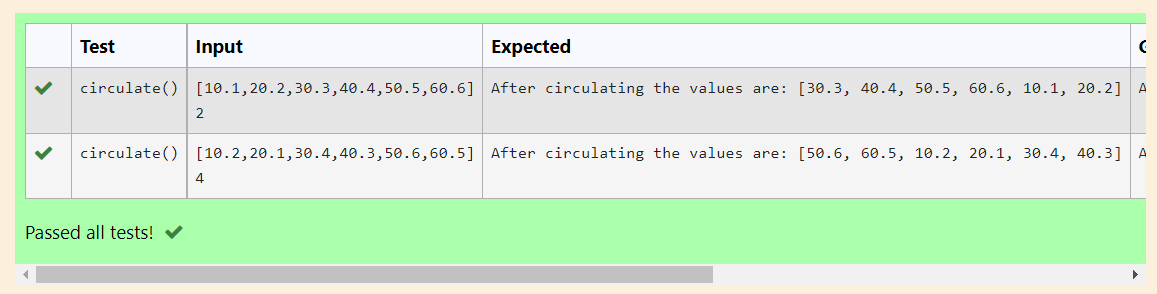 Test Input Expected
circulate() [10.1,20.2,30.3,40.4,50.5,60.6] After circulating the values are: [30.3, 40.4, 50.5, 60.6, 10.1, 20.2]
2
circulate() [10.2,20.1,30.4,40.3,50.6,60.5] After circulating the values are: [50.6, 60.5, 10.2, 20.1, 30.4, 40.3]
4
Passed all tests!